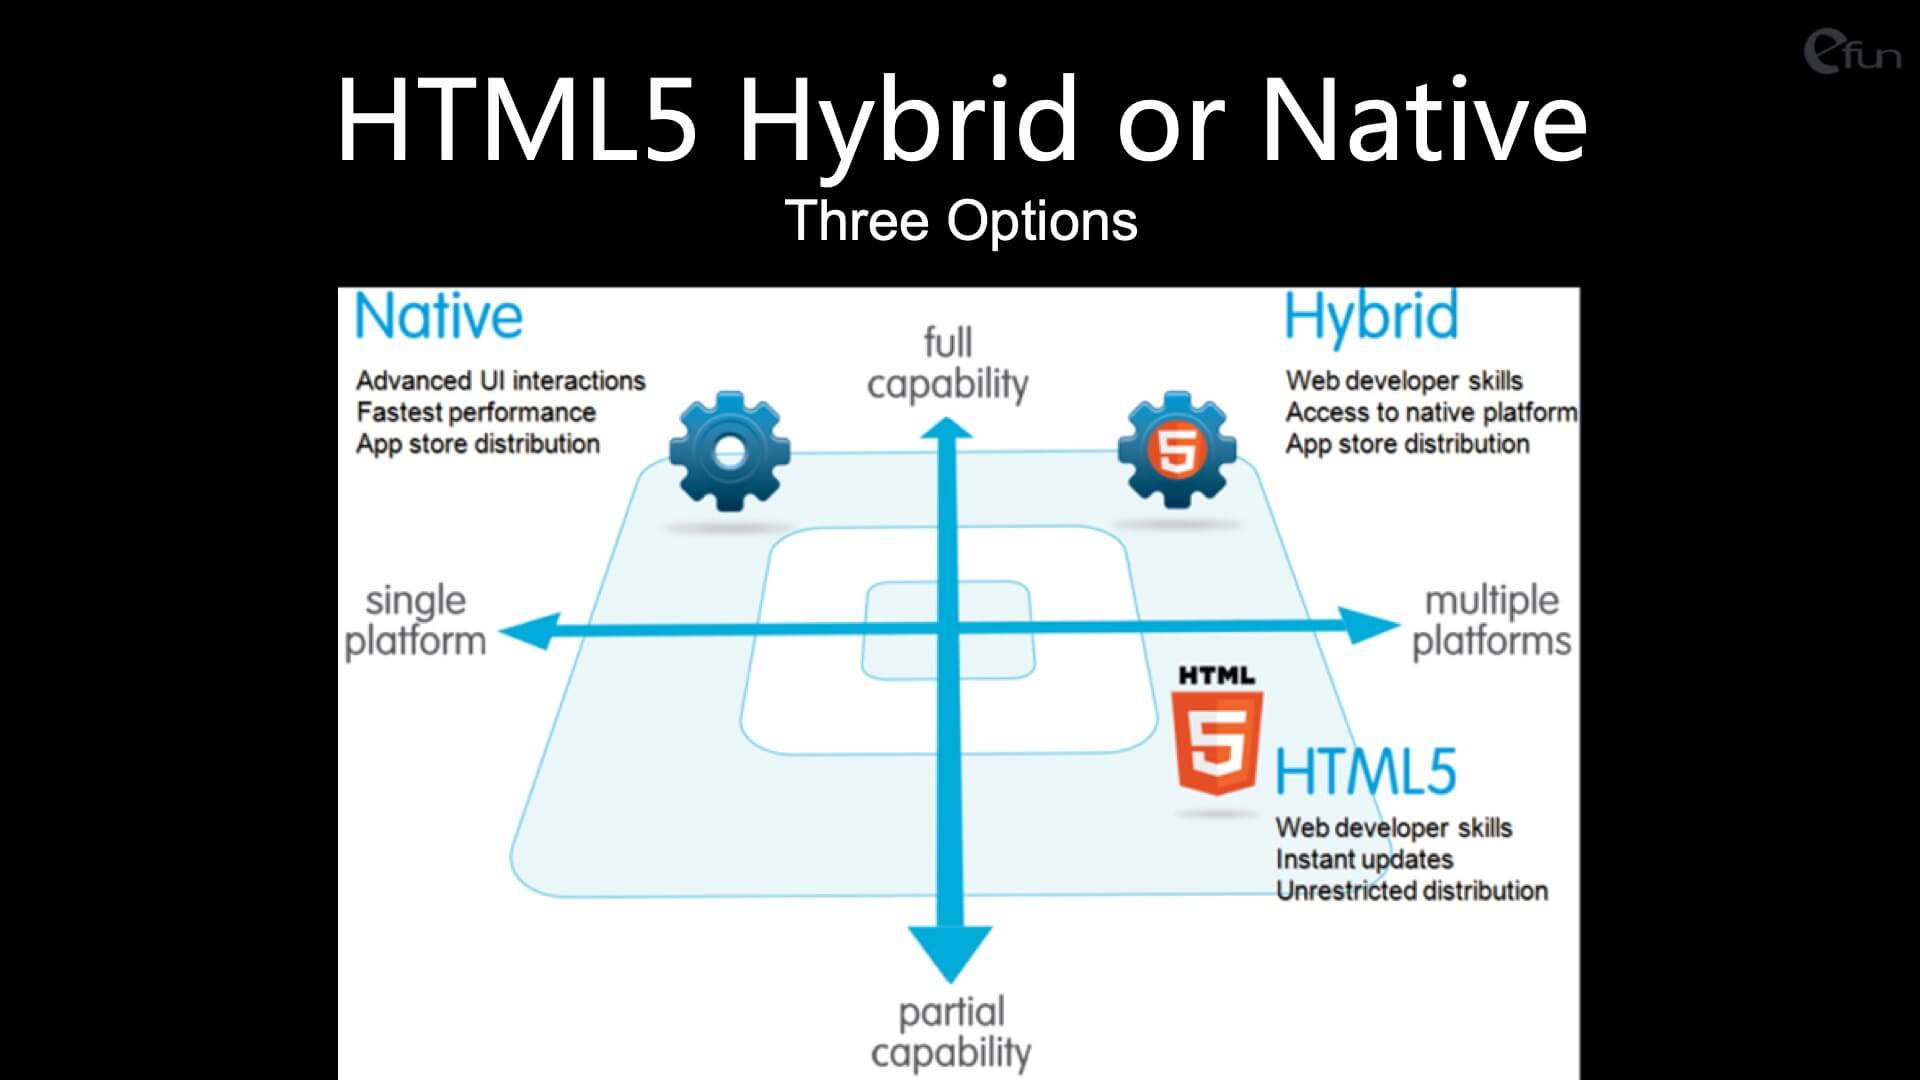 efun
HTML5 Hybrid or Native
Three Options
Native
Advanced UI interactions
Fastest performance
App store distribution
full
capability
Hybrid
Web developer skills
Access to native platform
App store distribution
5
single
platform
multiple
platforms
HTML
5
HTML5
Web developer skills
Instant updates
Unrestricted distribution
partial
capability